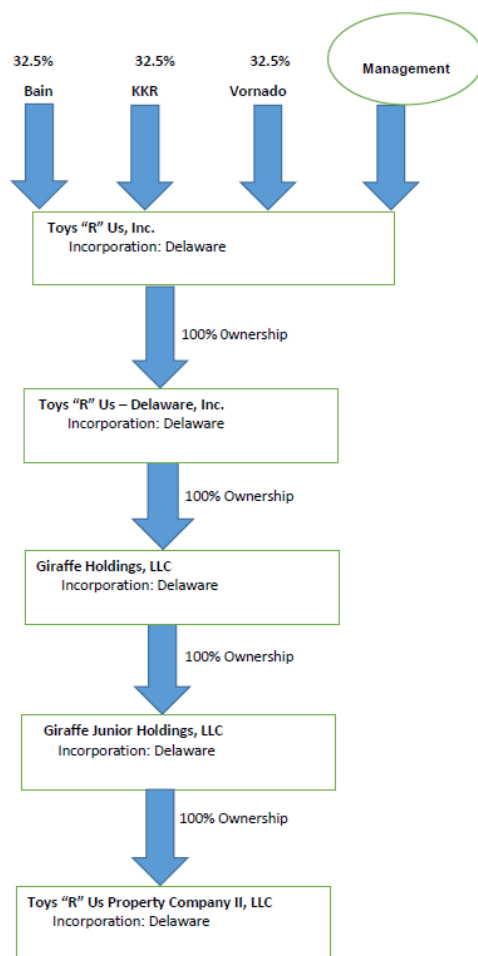 32.5% 32.5% 32.5%
Bain KKR Vornado Management
Toys "R" Us, Inc.
Incorporation: Delaware
100% Ownership
Toys "R" Us – Delaware, Inc.
Incorporation: Delaware
100% Ownership
Giraffe Holdings, LLC
Incorporation: Delaware
100% Ownership
Giraffe Junior Holdings, LLC
Incorporation: Delaware
100% Ownership
Toys "R" Us Property Company II, LLC
Incorporation: Delaware